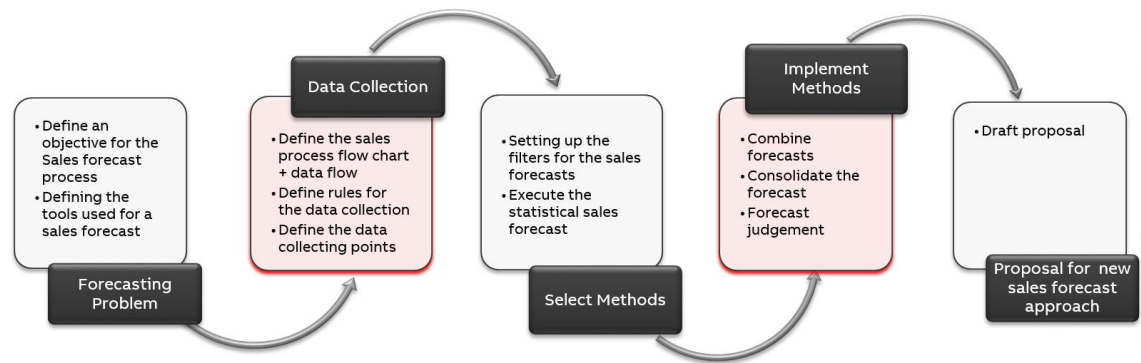 • Define an
objective for the
Sales forecast
process
• Defining the
tools used for a
sales forecast
Forecasting
Problem
Data Collection
• Define the sales
process flow chart
+ data flow
• Define rules for
the data collection
• Define the data
collecting points
• Setting up the
filters for the sales
forecasts
• Execute the
statistical sales
forecast
Select Methods
Implement
Methods
• Combine
forecasts
• Consolidate the
forecast
• Forecast
judgement
• Draft proposal
Proposal for new
sales forecast
approach